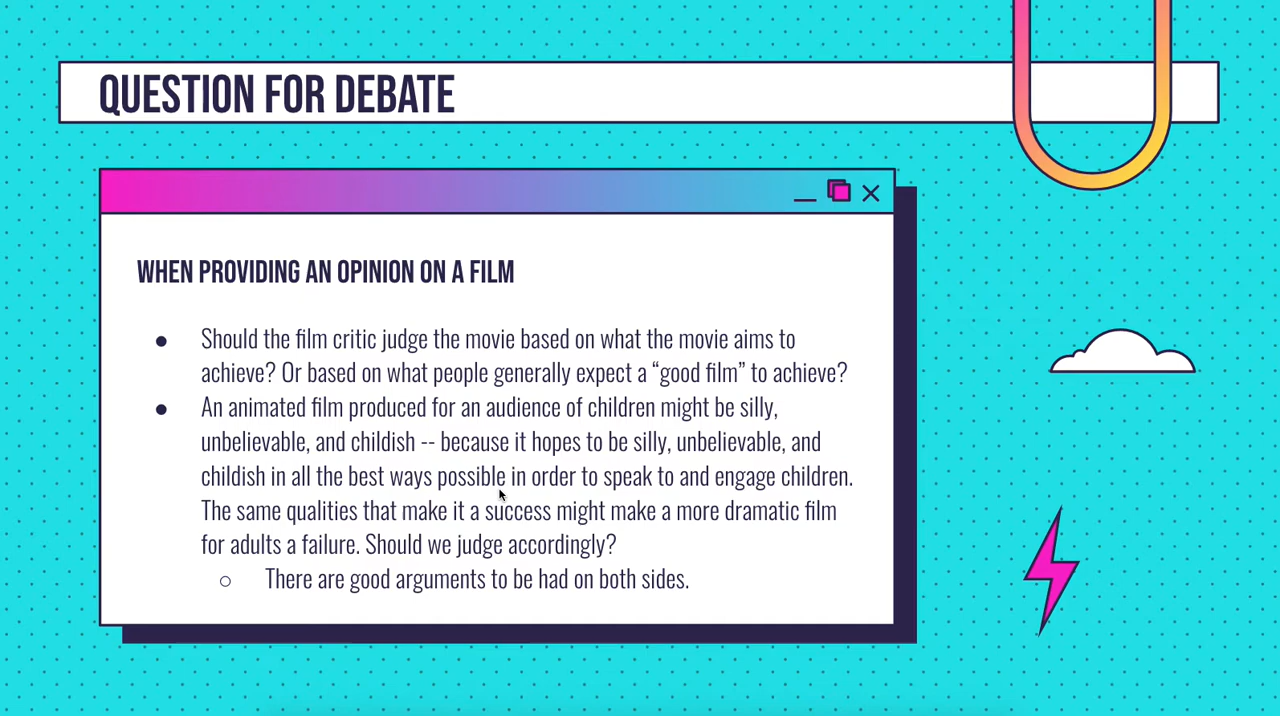 QUESTION FOR DEBATE
WHEN PROVIDING AN OPINION ON A FILM
● Should the film critic judge the movie based on what the movie aims to
achieve? Or based on what people generally expect a “good film” to achieve?
● An animated film produced for an audience of children might be silly,
unbelievable, and childish -- because it hopes to be silly, unbelievable, and
childish in all the best ways possible in order to speak to and engage children.
The same qualities that make it a success might make a more dramatic film
for adults a failure. Should we judge accordingly?
○ There are good arguments to be had on both sides.